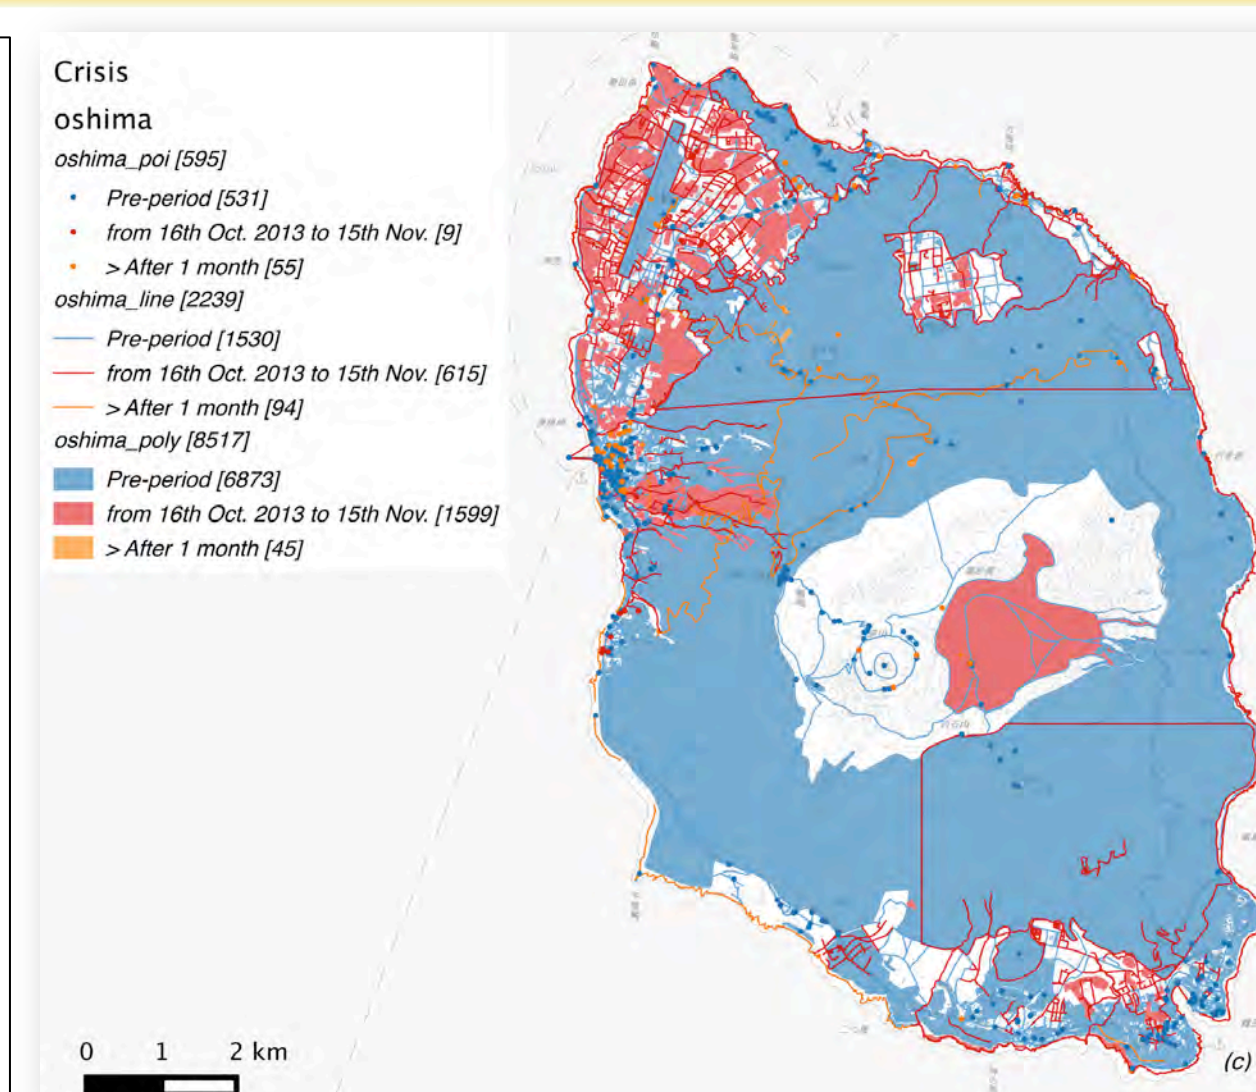 Crisis
oshima
oshima_poi [595]
Pre-period [531]
from 16th Oct. 2013 to 15th Nov. [9]
> After 1 month [55]
oshima_line [2239]
Pre-period [1530]
from 16th Oct. 2013 to 15th Nov. [615]
> After 1 month [94]
oshima_poly [8517]
Pre-period [6873]
from 16th Oct. 2013 to 15th Nov. [1599]
> After 1 month [45]
0 1 2 km
(c)